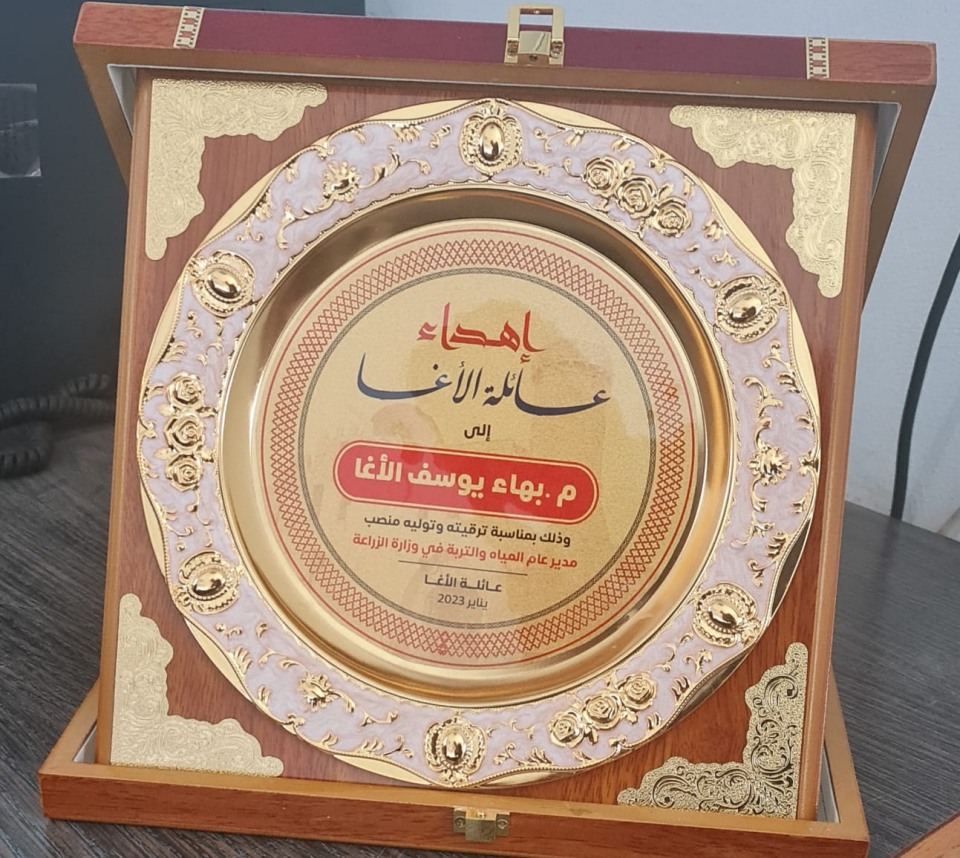 إهداء
عائلة الأغا
إلى
م .بهاء يوسف الأغا
وذلك بمناسبة ترقيته وتوليه منصب
مدير عام المياه والتربة في وزارة الزراعة
عائلة الأغا
يناير 2023